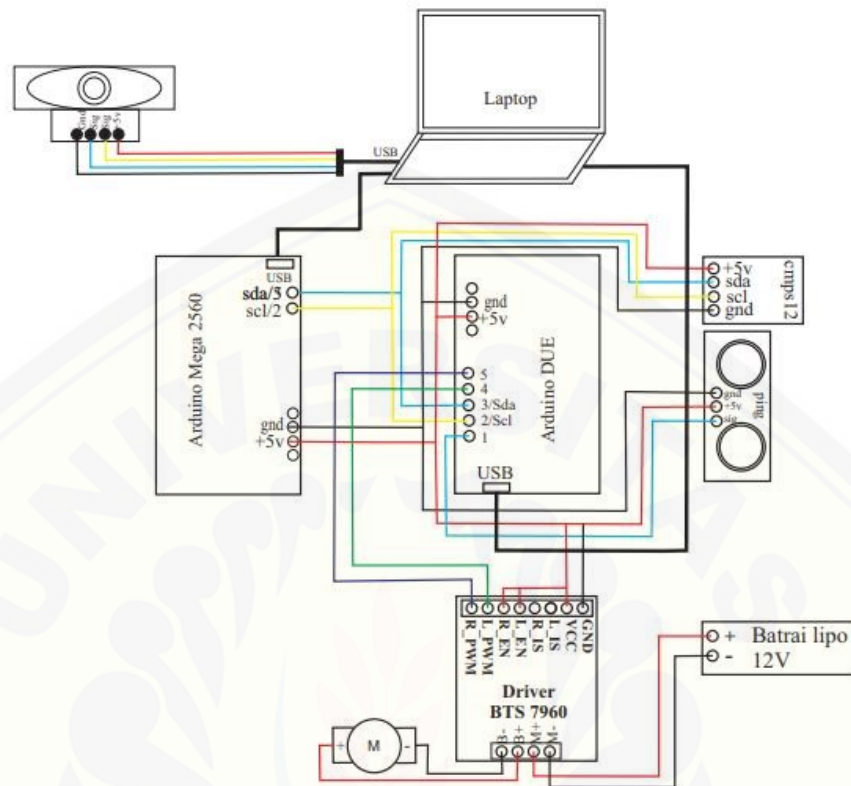 Laptop
Gnd
Sig
Sig
+5v
USB
USB
sda/5
scl/2
Arduino Mega 2560
gnd
+5v
gnd
+5v
5
4
3/Sda
2/Scl
1
Arduino DUE
USB
+5v
sda
scl
gnd
cmps12
gnd
+5v
sig
ping
R_PWM
L_PWM
R_EN
L_EN
R_IS
L_IS
VCC
GND
Driver
BTS 7960
B-
B+
M+
M-
+ M -
+ Batrai lipo
- 12V
UNIVERSITAS